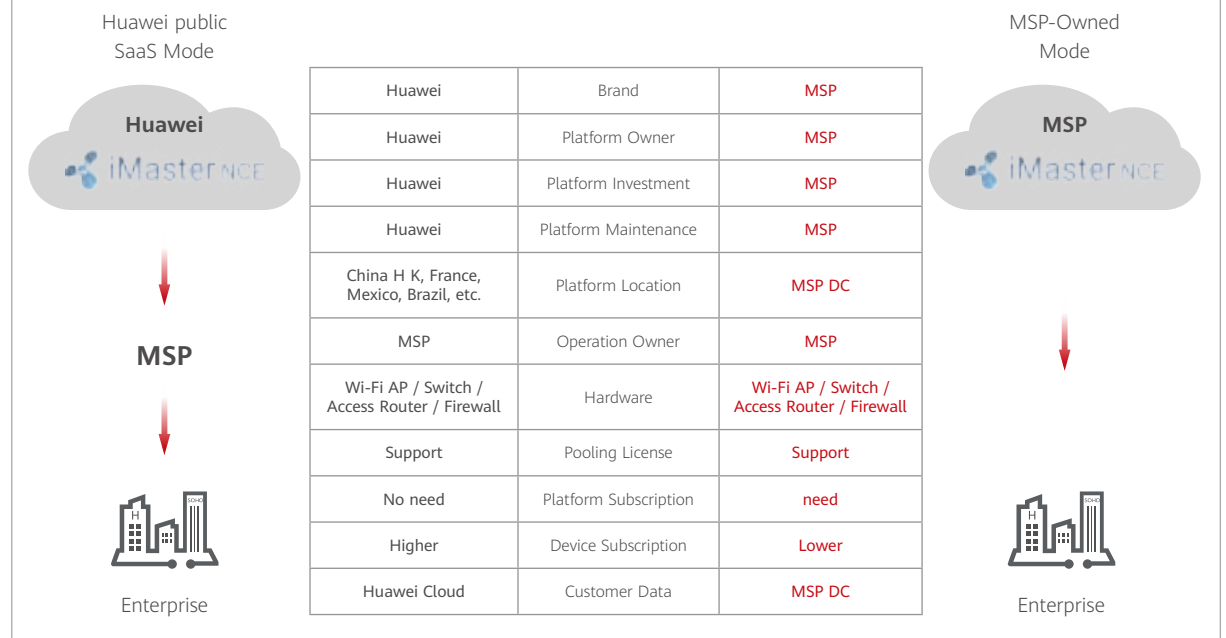 Huawei public
SaaS Mode
Huawei
iMaster NCE
MSP
Enterprise
Huawei Brand MSP
Huawei Platform Owner MSP
Huawei Platform Investment MSP
Huawei Platform Maintenance MSP
China H K, France,
Mexico, Brazil, etc.
Platform Location
MSP DC
MSP Operation Owner MSP
Wi-Fi AP / Switch /
Access Router / Firewall
Hardware
Wi-Fi AP / Switch /
Access Router / Firewall
Support Pooling License Support
No need Platform Subscription need
Higher Device Subscription Lower
Huawei Cloud Customer Data MSP DC
MSP-Owned
Mode
MSP
iMaster NCE
H
SOHO
Enterprise
H
SOHO